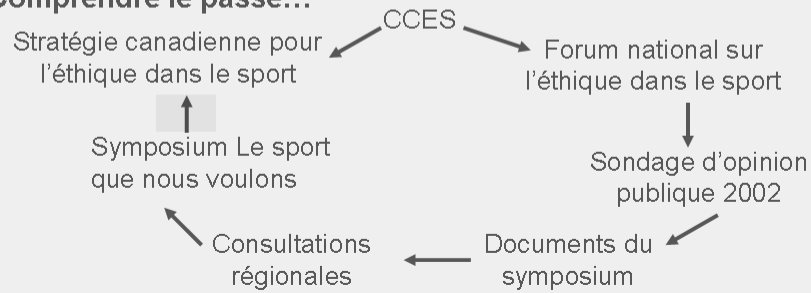 Comprendre le passé...
CCES
Stratégie canadienne pour
l'éthique dans le sport
Forum national sur
l'éthique dans le sport
Sondage d'opinion
publique 2002
Documents du
symposium
Consultations
régionales
Symposium Le sport
que nous voulons